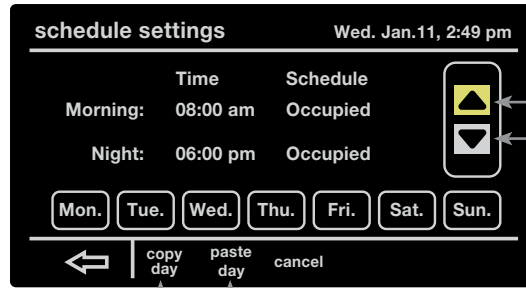 schedule settings Wed. Jan.11, 2:49 pm
Time Schedule
Morning: 08:00 am Occupied
Night: 06:00 pm Occupied
Mon. Tue. Wed. Thu. Fri. Sat. Sun.
copy day paste day cancel